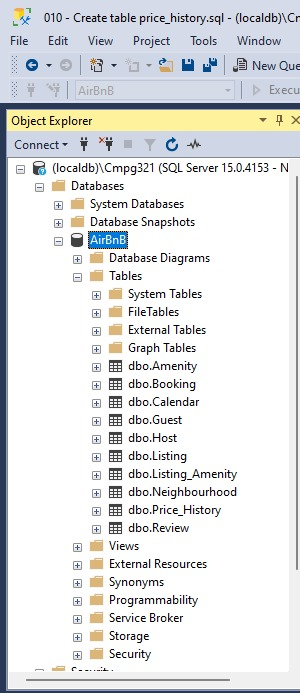 010 - Create table price_history.sql - (localdb)\Cm
File Edit View Project Tools Window
New Que
AirBnB Execu
Object Explorer
Connect
(localdb)\Cmpg321 (SQL Server 15.0.4153 - N
Databases
System Databases
Database Snapshots
AirBnB
Database Diagrams
Tables
System Tables
FileTables
External Tables
Graph Tables
dbo.Amenity
dbo.Booking
dbo.Calendar
dbo.Guest
dbo.Host
dbo.Listing
dbo.Listing_Amenity
dbo.Neighbourhood
dbo.Price_History
dbo.Review
Views
External Resources
Synonyms
Programmability
Service Broker
Storage
Security
Security